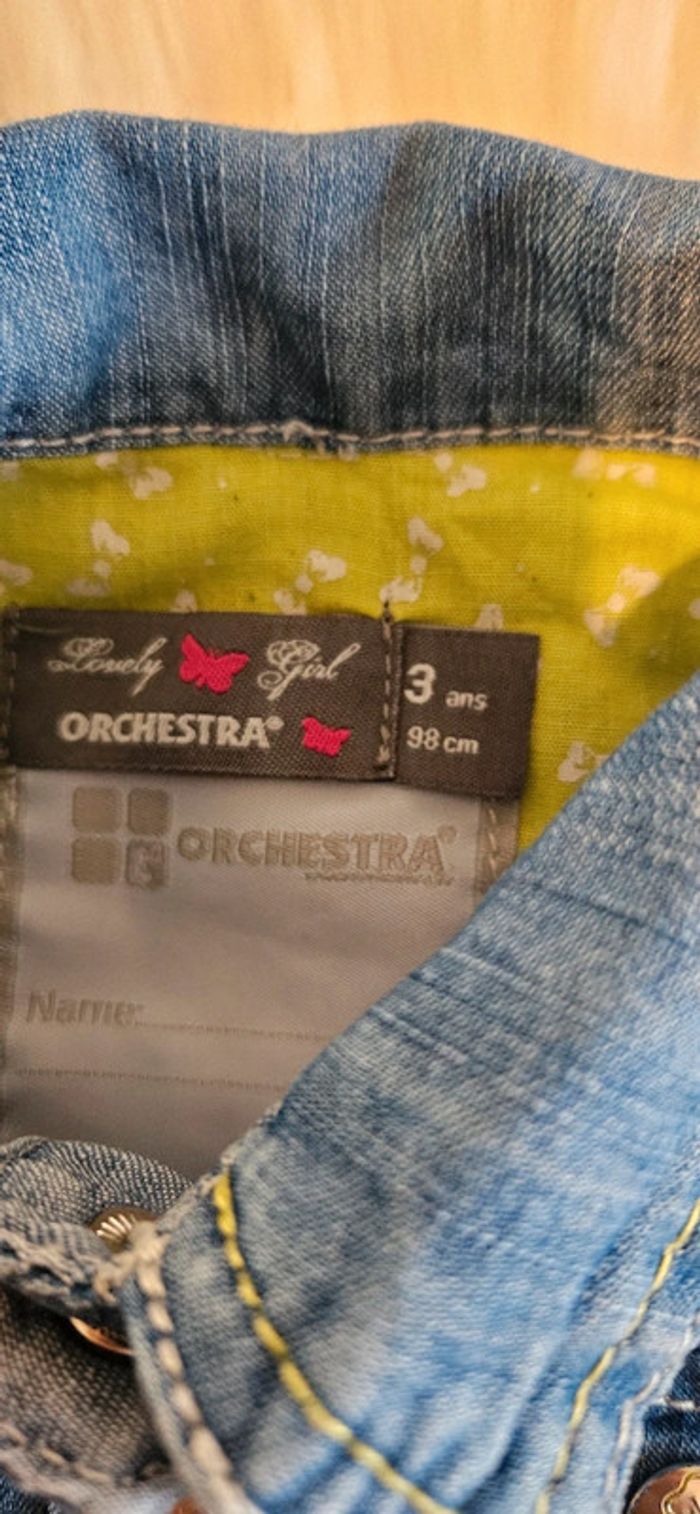 Lovely Girl
ORCHESTRA®
3 ans
98 cm
ORCHESTRA®
Name: